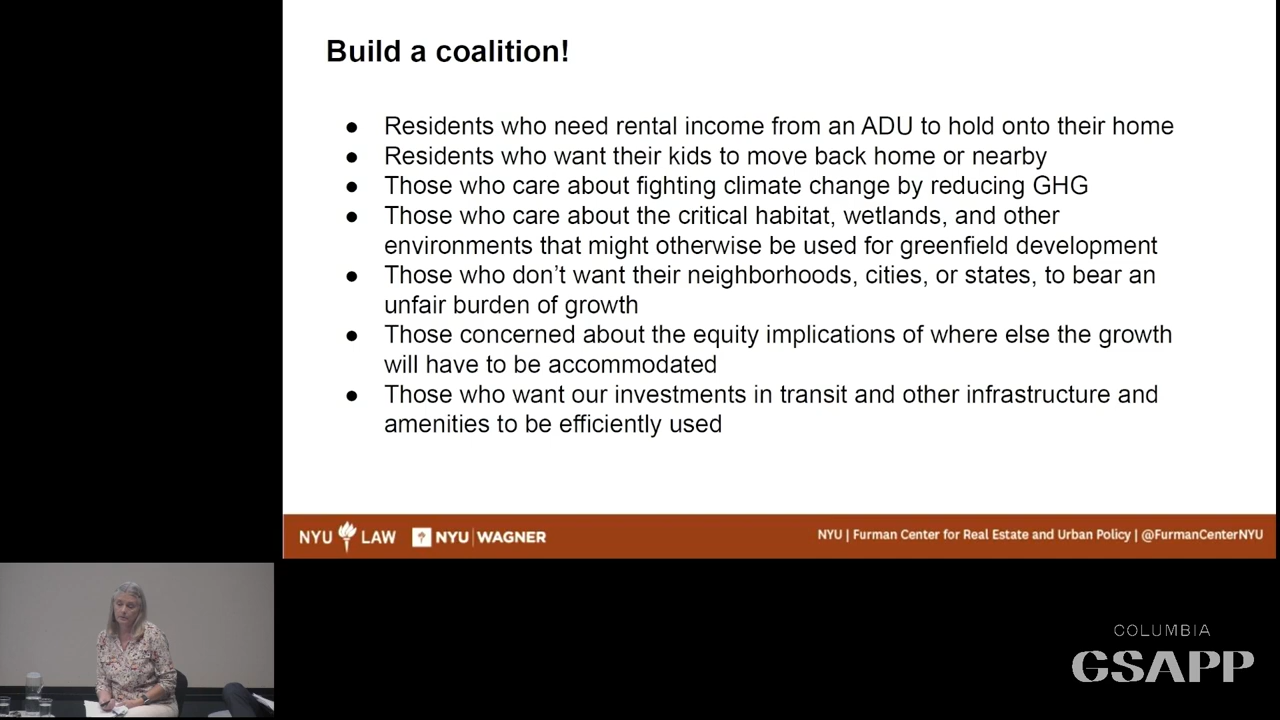 Build a coalition!
● Residents who need rental income from an ADU to hold onto their home
● Residents who want their kids to move back home or nearby
● Those who care about fighting climate change by reducing GHG
● Those who care about the critical habitat, wetlands, and other
environments that might otherwise be used for greenfield development
● Those who don't want their neighborhoods, cities, or states, to bear an
unfair burden of growth
● Those concerned about the equity implications of where else the growth
will have to be accommodated
● Those who want our investments in transit and other infrastructure and
amenities to be efficiently used
NYU LAW NYU | WAGNER
NYU | Furman Center for Real Estate and Urban Policy | @FurmanCenterNYU
COLUMBIA
GSAPP